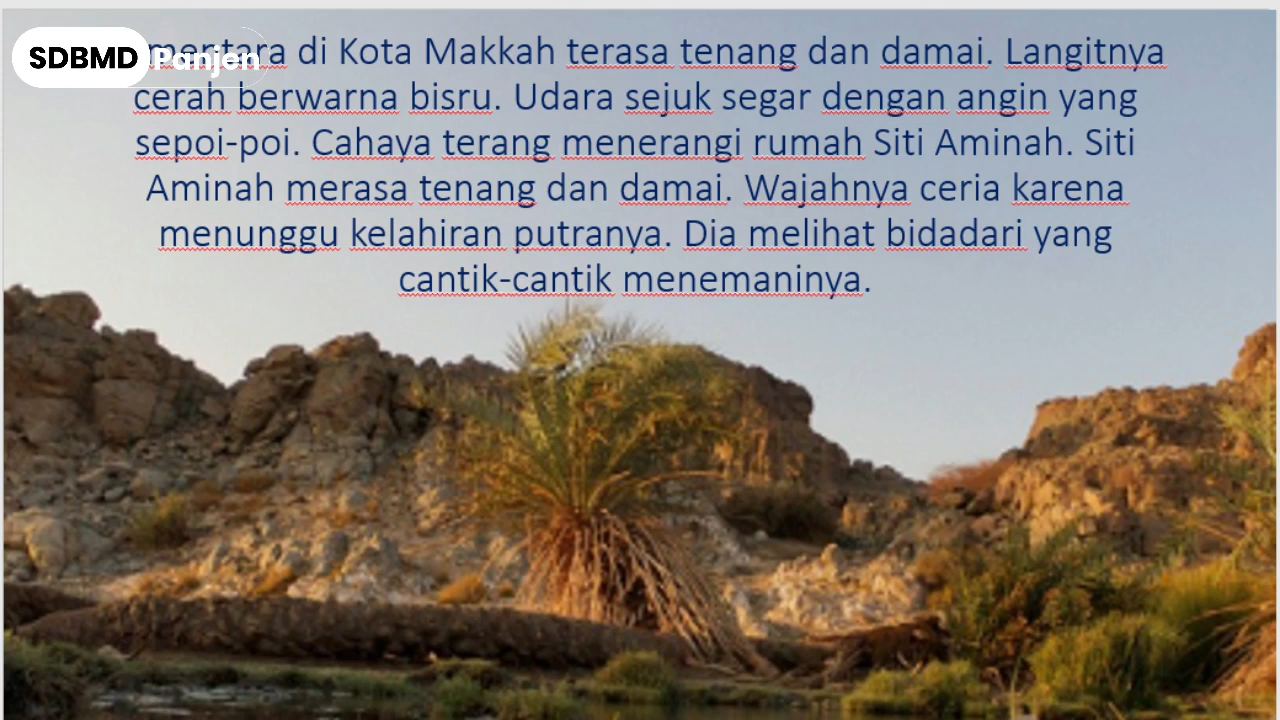 SDBMD Panjen
di Kota Makkah terasa tenang dan damai. Langitnya
cerah berwarna bisru. Udara sejuk segar dengan angin yang
sepoi-poi. Cahaya terang menerangi rumah Siti Aminah. Siti
Aminah merasa tenang dan damai. Wajahnya ceria karena
menunggu kelahiran putranya. Dia melihat bidadari yang
cantik-cantik menemaninya.